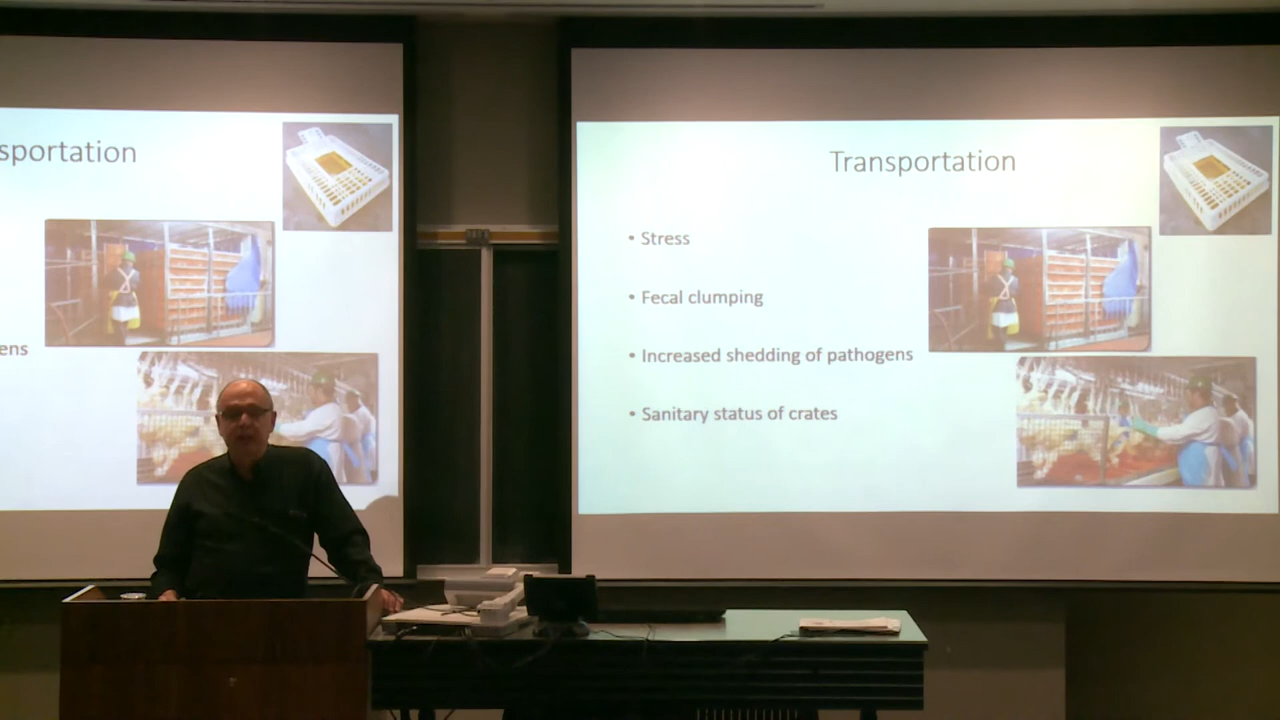 sportation
ens
Transportation
• Stress
• Fecal clumping
• Increased shedding of pathogens
• Sanitary status of crates